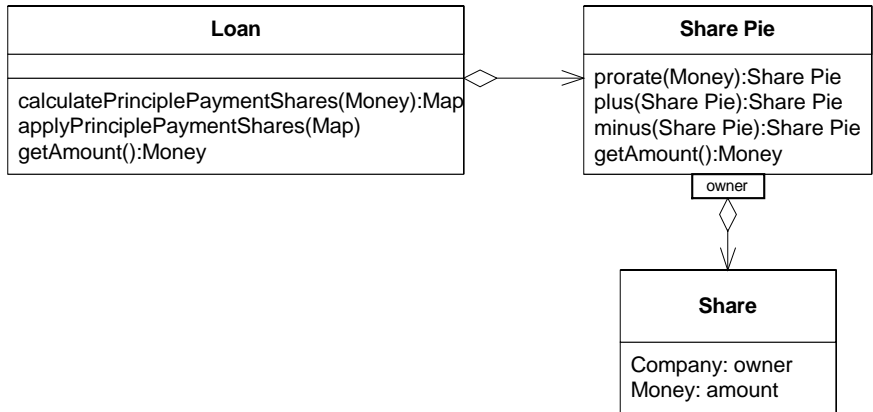 Loan
calculatePrinciplePaymentShares(Money):Map
applyPrinciplePaymentShares(Map)
getAmount():Money
Share Pie
prorate(Money):Share Pie
plus(Share Pie):Share Pie
minus(Share Pie):Share Pie
getAmount():Money
owner
Share
Company: owner
Money: amount